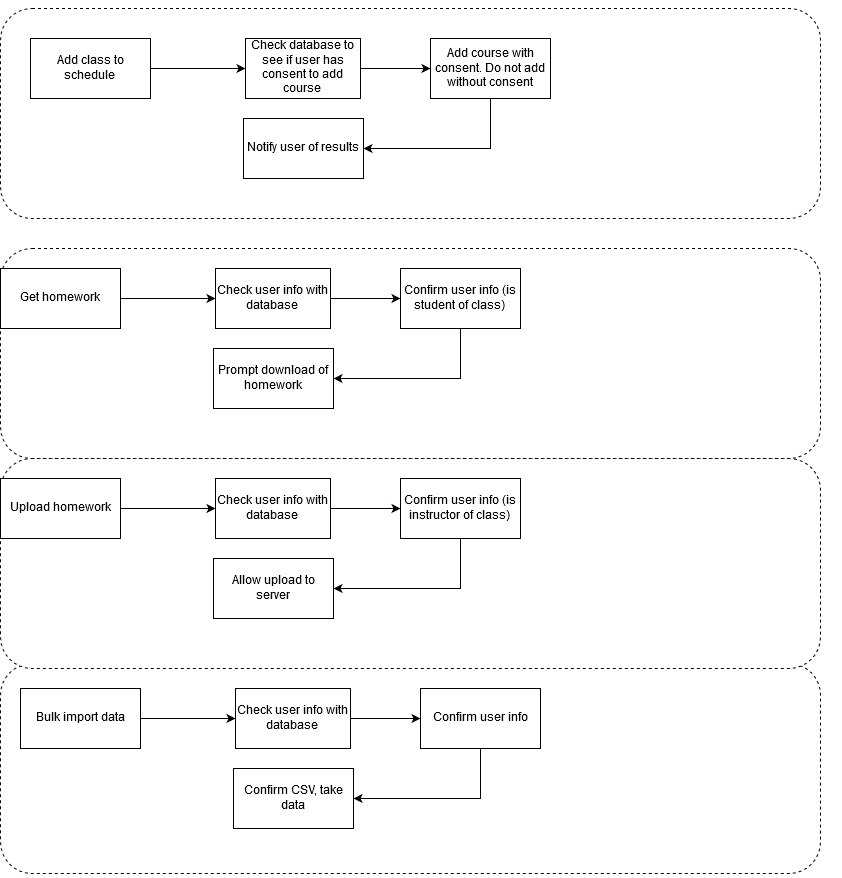 Add class to
schedule
Check database to
see if user has
consent to add
course
Add course with
consent. Do not add
without consent
Notify user of results
Get homework
Check user info with
database
Confirm user info (is
student of class)
Prompt download of
homework
Upload homework
Check user info with
database
Confirm user info (is
instructor of class)
Allow upload to
server
Bulk import data
Check user info with
database
Confirm user info
Confirm CSV, take
data